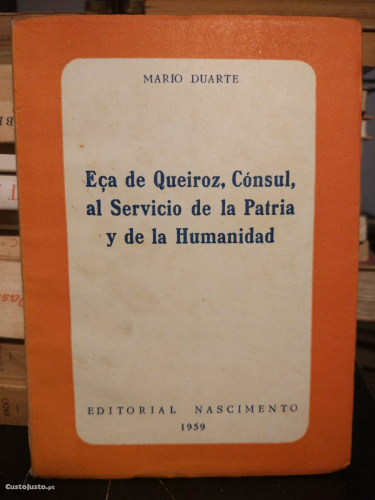 MARIO DUARTE
Eça de Queiroz, Cónsul,
al Servicio de la Patria
y de la Humanidad
EDITORIAL NASCIMENTO
1959
CustoJusto.pt